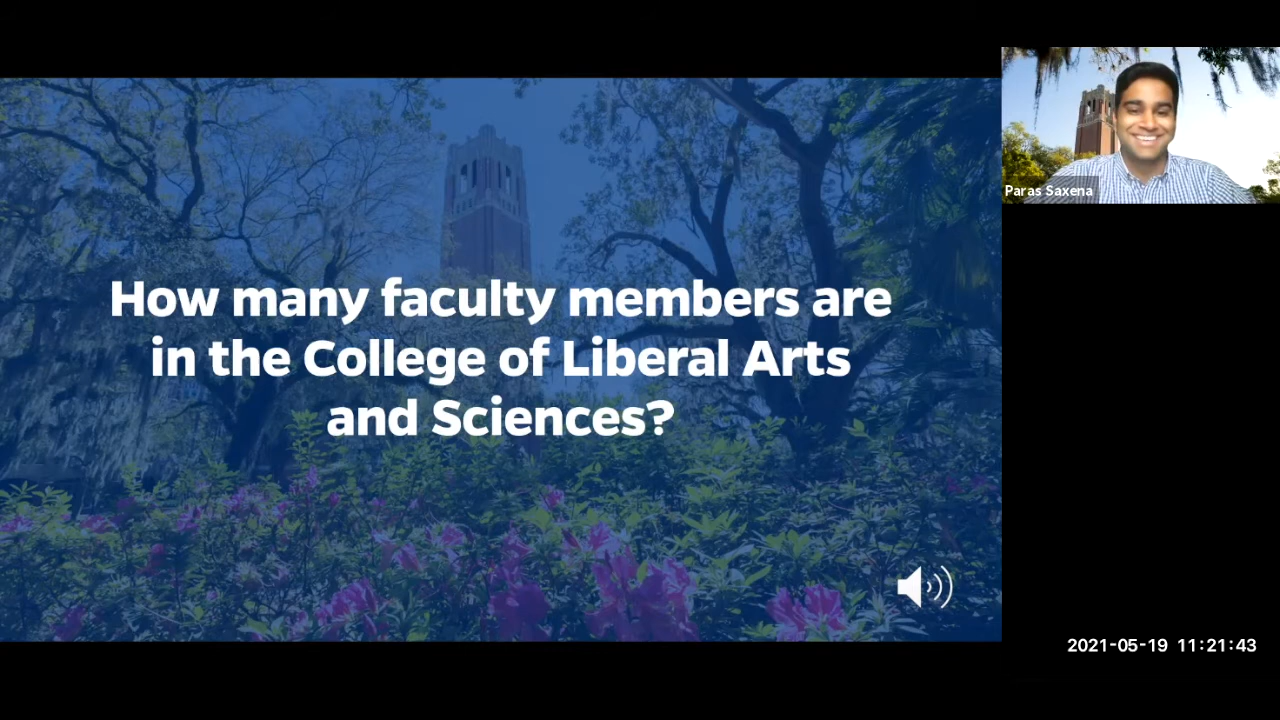 How many faculty members are
in the College of Liberal Arts
and Sciences?
Paras Saxena
2021-05-19 11:21:43